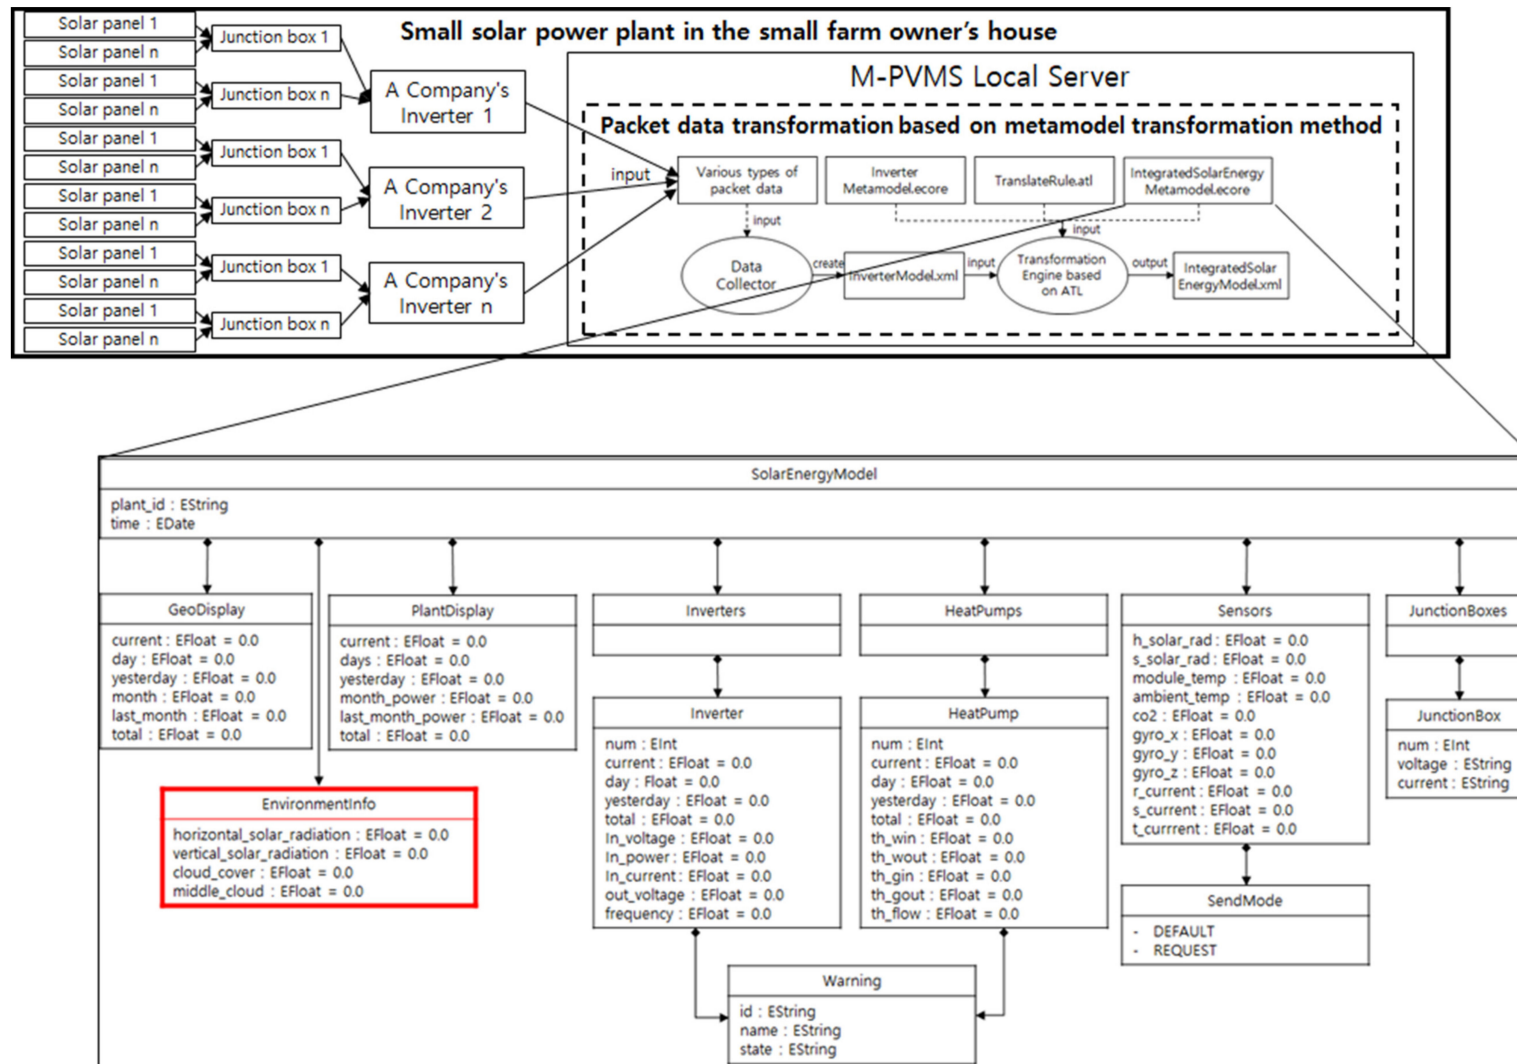 Small solar power plant in the small farm owner's house
Solar panel 1
Solar panel n
Solar panel 1
Solar panel n
Solar panel 1
Solar panel n
Solar panel 1
Solar panel n
Solar panel 1
Solar panel n
Solar panel 1
Solar panel n
Junction box 1
Junction box n
Junction box 1
Junction box n
Junction box 1
Junction box n
A Company's
Inverter 1
A Company's
Inverter 2
A Company's
Inverter n
input
M-PVMS Local Server
Packet data transformation based on metamodel transformation method
Various types of
packet data
Inverter
Metamodel.ecore
TranslateRule.atl
IntegratedSolarEnergy
Metamodel.ecore
input
input
Data
Collector
create
InverterModel.xml
input
Transformation
Engine based
on ATL
output
IntegratedSolar
EnergyModel.xml
SolarEnergyModel
plant_id : EString
time : EDate
GeoDisplay
current : EFloat = 0.0
day : EFloat = 0.0
yesterday : EFloat = 0.0
month : EFloat = 0.0
last_month : EFloat = 0.0
total : EFloat = 0.0
EnvironmentInfo
horizontal_solar_radiation : EFloat = 0.0
vertical_solar_radiation : EFloat = 0.0
cloud_cover : EFloat = 0.0
middle_cloud : EFloat = 0.0
PlantDisplay
current : EFloat = 0.0
days : EFloat = 0.0
yesterday : EFloat = 0.0
month_power : EFloat = 0.0
last_month_power : EFloat = 0.0
total : EFloat = 0.0
Inverters
Inverter
num : EInt
current : EFloat = 0.0
day : Float = 0.0
yesterday : EFloat = 0.0
total : EFloat = 0.0
In_voltage : EFloat = 0.0
In_power : EFloat = 0.0
In_current : EFloat = 0.0
out_voltage : EFloat = 0.0
frequency : EFloat = 0.0
HeatPumps
HeatPump
num : EInt
current : EFloat = 0.0
day : EFloat = 0.0
yesterday : EFloat = 0.0
total : EFloat = 0.0
th_win : EFloat = 0.0
th_wout : EFloat = 0.0
th_gin : EFloat = 0.0
th_gout : EFloat = 0.0
th_flow : EFloat = 0.0
Warning
id : EString
name : EString
state : EString
Sensors
h_solar_rad : EFloat = 0.0
s_solar_rad : EFloat = 0.0
module_temp : EFloat = 0.0
ambient_temp : EFloat = 0.0
co2 : EFloat = 0.0
gyro_x : EFloat = 0.0
gyro_y : EFloat = 0.0
gyro_z : EFloat = 0.0
r_current : EFloat = 0.0
s_current : EFloat = 0.0
t_currrent : EFloat = 0.0
SendMode
- DEFAULT
- REQUEST
JunctionBoxes
JunctionBox
num : EInt
voltage : EString
current : EString